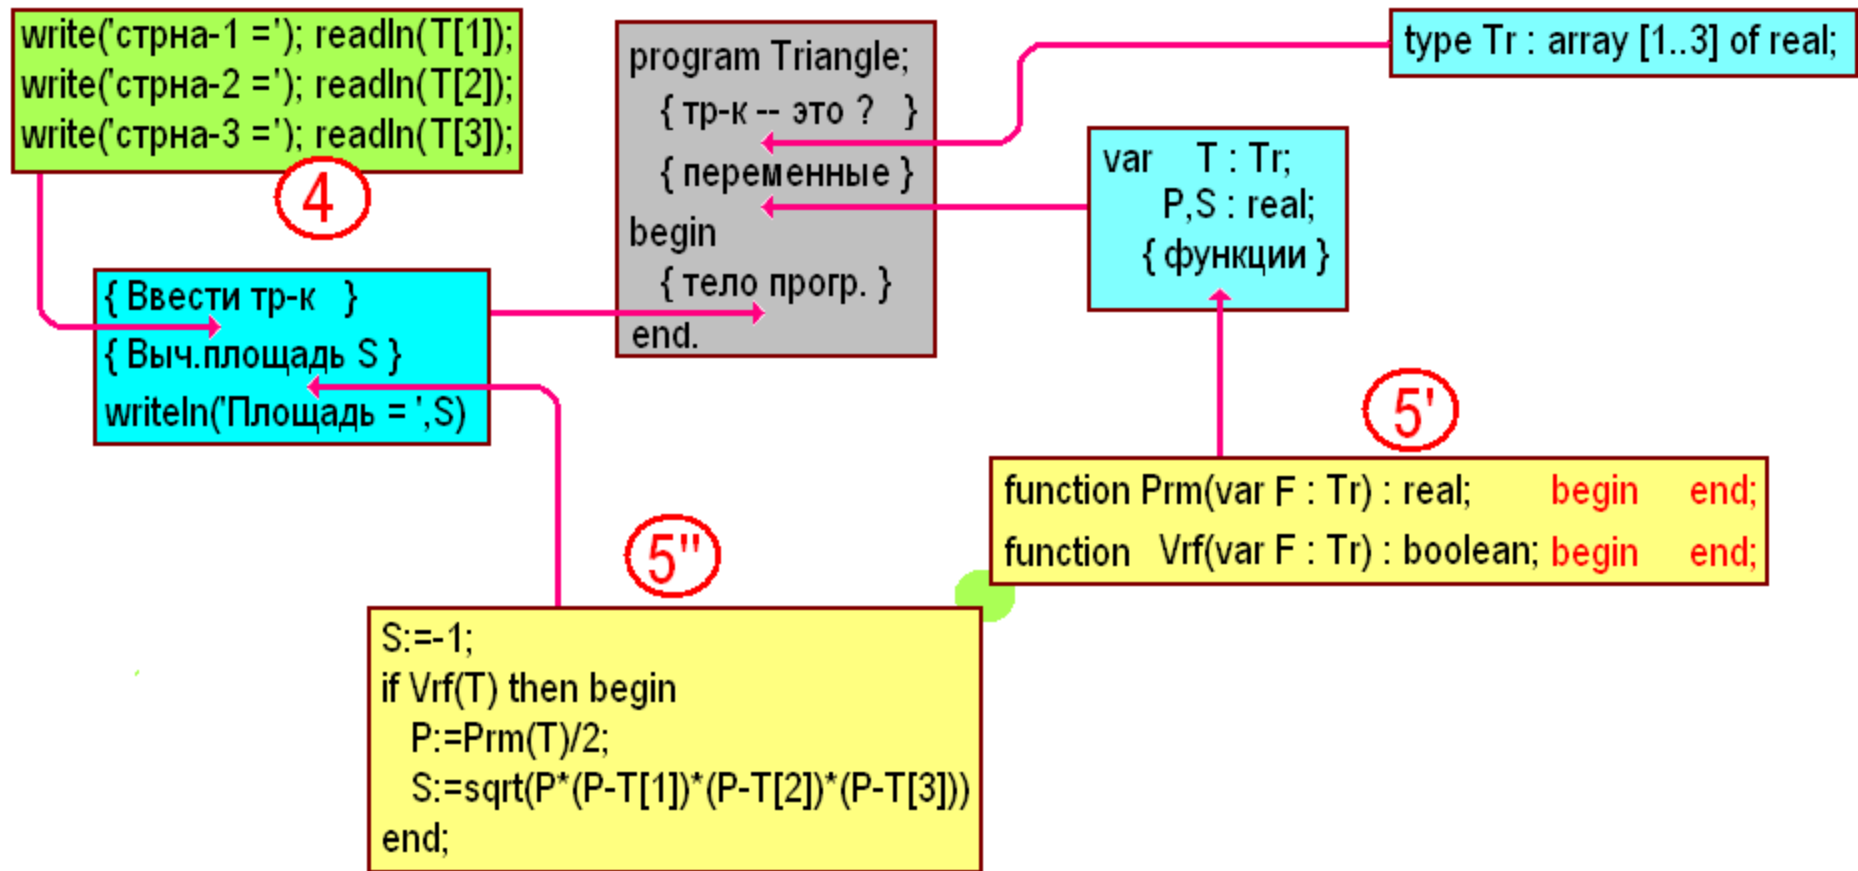 write('стрна-1 ='); readln(T[1]);
write('стрна-2 ='); readln(T[2]);
write('стрна-3 ='); readln(T[3]);
4
{ Ввести тр-к }
{ Выч.площадь S }
writeln('Площадь = ',S)
program Triangle;
{ тр-к -- это ? }
{ переменные }
begin
{ тело прогр. }
end.
type Tr : array [1..3] of real;
var T : Tr;
P,S : real;
{ функции }
5'
function Prm(var F : Tr) : real; begin end;
function Vrf(var F : Tr) : boolean; begin end;
5''
S:=-1;
if Vrf(T) then begin
P:=Prm(T)/2;
S:=sqrt(P*(P-T[1])*(P-T[2])*(P-T[3]))
end;